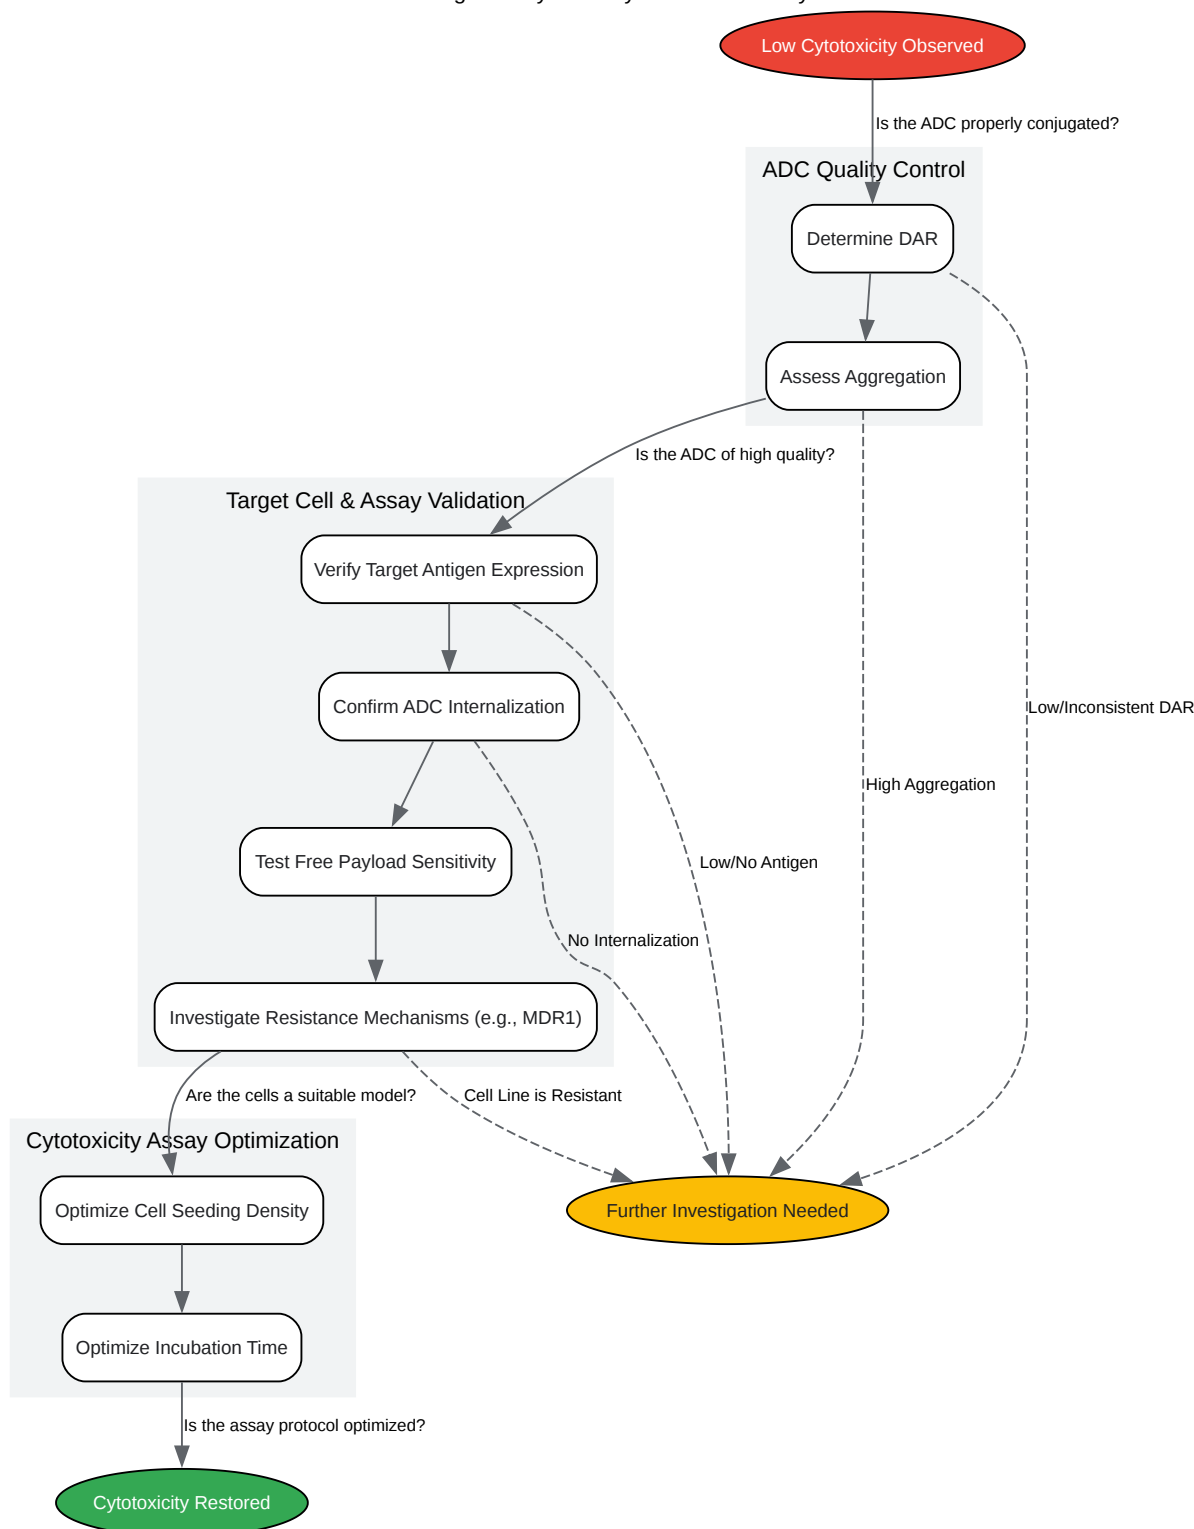 Low Cytotoxicity Observed
Is the ADC properly conjugated?
ADC Quality Control
Determine DAR
Assess Aggregation
Is the ADC of high quality?
Target Cell & Assay Validation
Verify Target Antigen Expression
Confirm ADC Internalization
Low/Inconsistent DAR
High Aggregation
Test Free Payload Sensitivity
Low/No Antigen
No Internalization
Investigate Resistance Mechanisms (e.g., MDR1)
Are the cells a suitable model?
Cell Line is Resistant
Cytotoxicity Assay Optimization
Optimize Cell Seeding Density
Further Investigation Needed
Optimize Incubation Time
Is the assay protocol optimized?
Cytotoxicity Restored